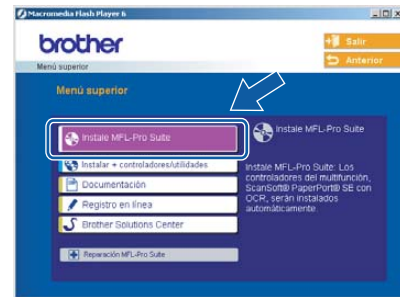 Macromedia Flash Player 6
brother
Salir
Menú superior
Anterior
Menú superior
Instale MFL-Pro Suite
Instale MFL-Pro Suite
Instalar + controladores/utilidades
Instale MFL-Pro Suite: Los
controladores del multifunción,
ScanSoft® PaperPort® SE con
OCR, serán instalados
automáticamente.
Documentación
Registro en línea
Brother Solutions Center
Reparación MFL-Pro Suite